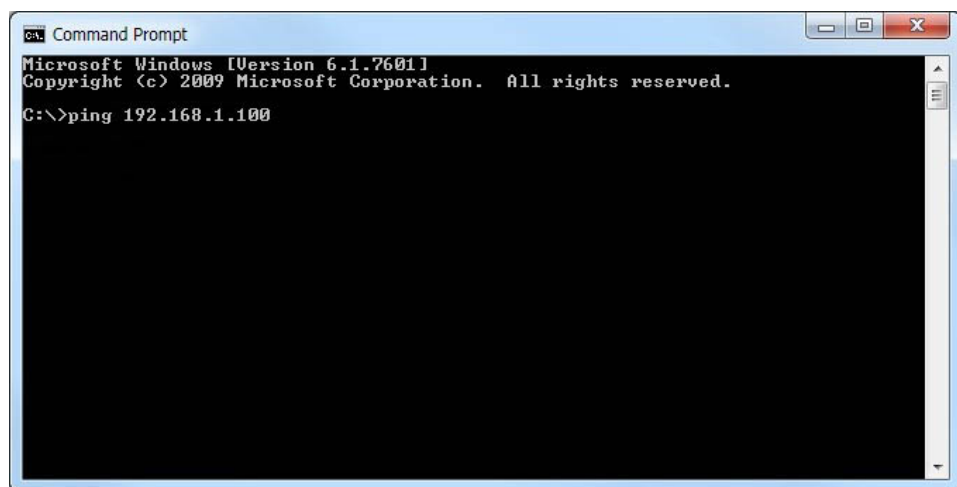 Command Prompt
Microsoft Windows [Version 6.1.7601]
Copyright (c) 2009 Microsoft Corporation.  All rights reserved.
C:\>ping 192.168.1.100